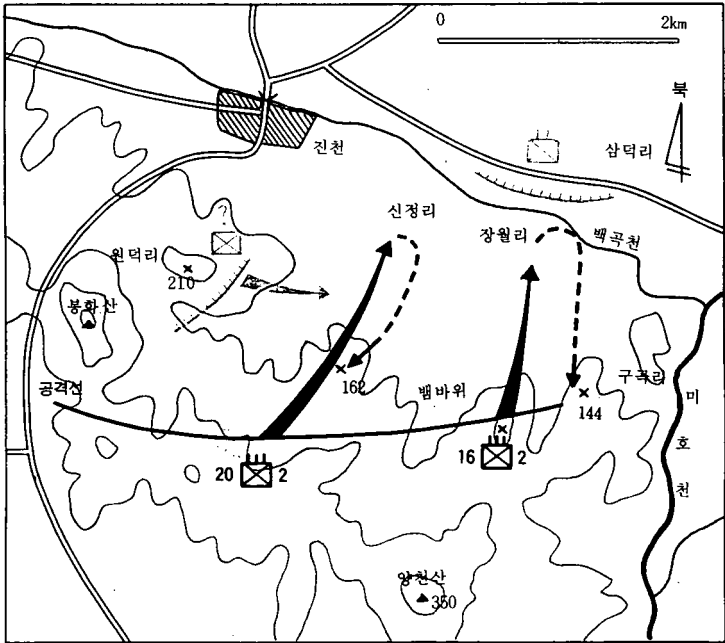 0 2km
북
진천
삼덕리
신정리
장월리
백곡천
원덕리
?
210
봉화산
162
뱀바위
구곡리
144
공격선
미호천
20 2
16 2
양천산
350